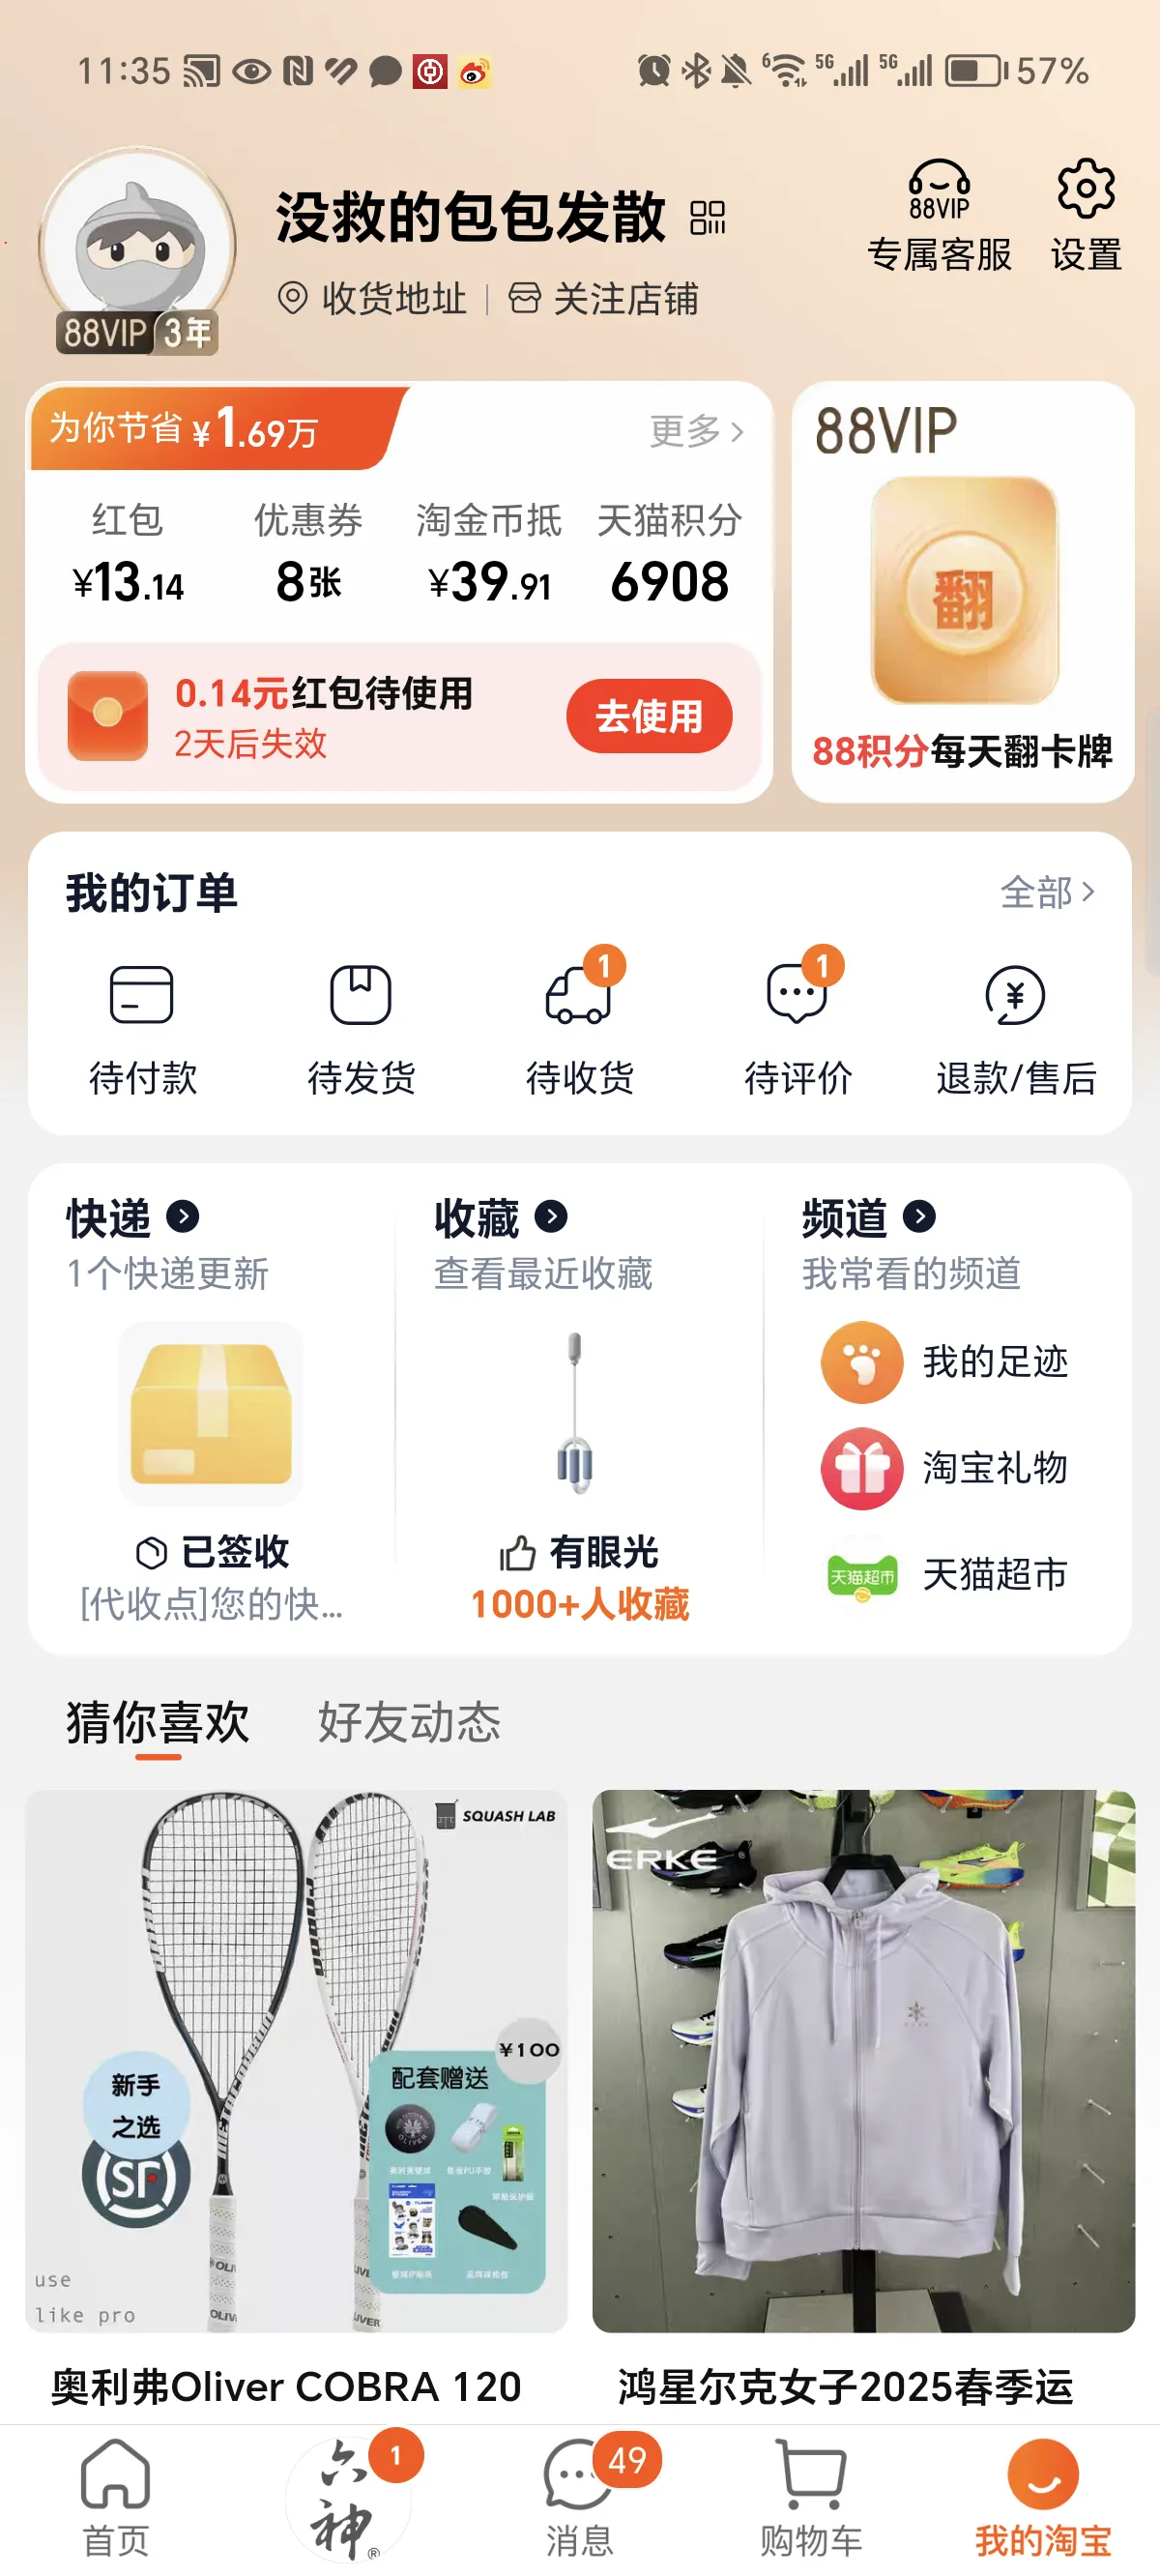 11:35
6 5G 5G 57%
没救的包包发散
88VIP
专属客服
设置
收货地址 | 关注店铺
88VIP 3年
为你节省 ¥1.69万
更多
红包 优惠券 淘金币抵 天猫积分
¥13.14 8张 ¥39.91 6908
0.14元红包待使用
2天后失效
去使用
88VIP
翻
88积分每天翻卡牌
我的订单
全部
1 1
待付款 待发货 待收货 待评价 退款/售后
快递
1个快递更新
已签收
[代收点]您的快...
收藏
查看最近收藏
有眼光
1000+人收藏
频道
我常看的频道
我的足迹
淘宝礼物
天猫超市
天猫超市
猜你喜欢 好友动态
SQUASH LAB
新手
之选
SF
¥100
配套赠送
OLIVER
use
like pro
ERKE
奥利弗Oliver COBRA 120
鸿星尔克女子2025春季运
首页
六神®
1
49
消息
购物车
我的淘宝